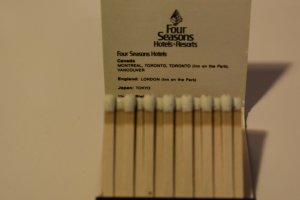 Four
Seasons
Hotels • Resorts
Four Seasons Hotels
Canada
MONTREAL, TORONTO, TORONTO (Inn on the Park),
VANCOUVER
England: LONDON (Inn on the Park)
Japan: TOKYO